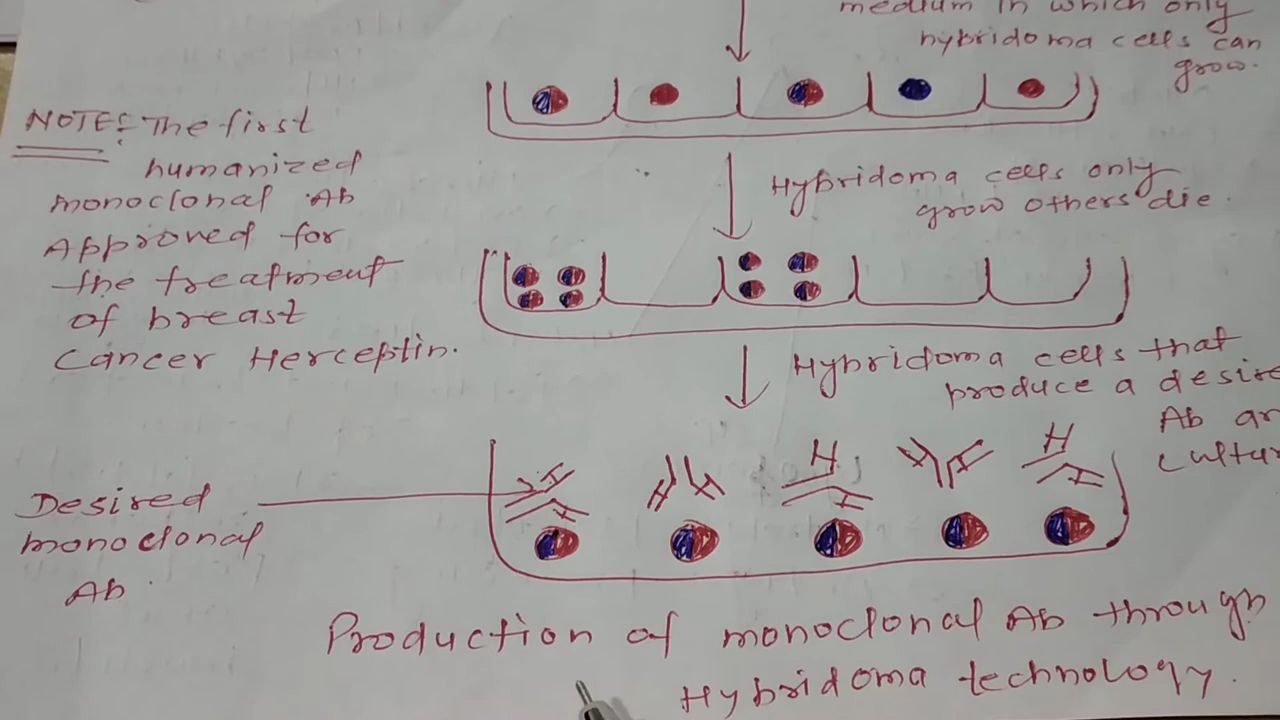 medium in which only
hybridoma cells can
grow.
NOTE:- The first
humanized
monoclonal Ab
Approved for
the treatment
of breast
cancer Herceptin.
Hybridoma cells only
grow others die.
Hybridoma cells that
produce a desire
Ab ar
cultur
Desired
monoclonal
Ab
Production of monoclonal Ab through
Hybridoma technology.